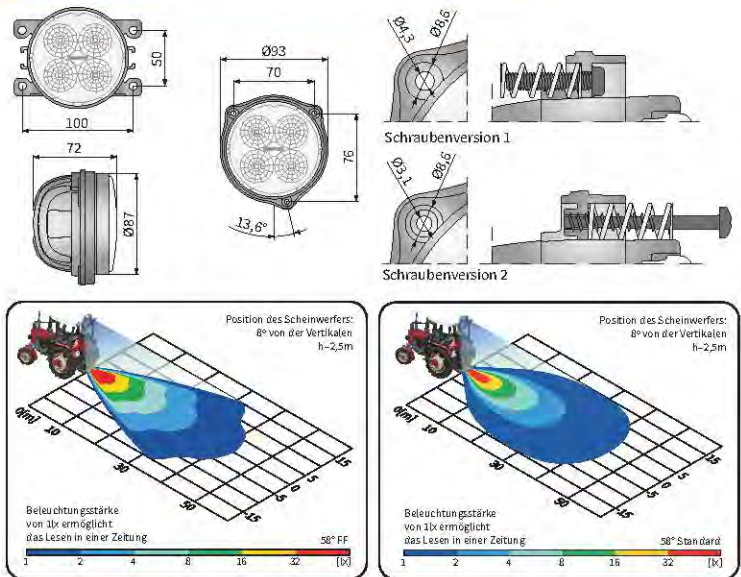 50
100
72
Ø87
Ø93
70
76
13,6°
Ø4,3
Ø8,6
Schraubenversion 1
Ø3,1
Ø8,6
Schraubenversion 2
Position des Scheinwerfers:
8° von der Vertikalen
h=2,5m
0[m]
10
30
50
15
5
0
-5
-15
Beleuchtungsstärke
von 1lx ermöglicht
das Lesen in einer Zeitung
58° FF
1 2 4 8 16 32 [lx]
Position des Scheinwerfers:
8° von der Vertikalen
h=2,5m
0[m]
10
30
50
15
5
0
-5
-15
Beleuchtungsstärke
von 1lx ermöglicht
das Lesen in einer Zeitung
58° Standard
1 2 4 8 16 32 [lx]